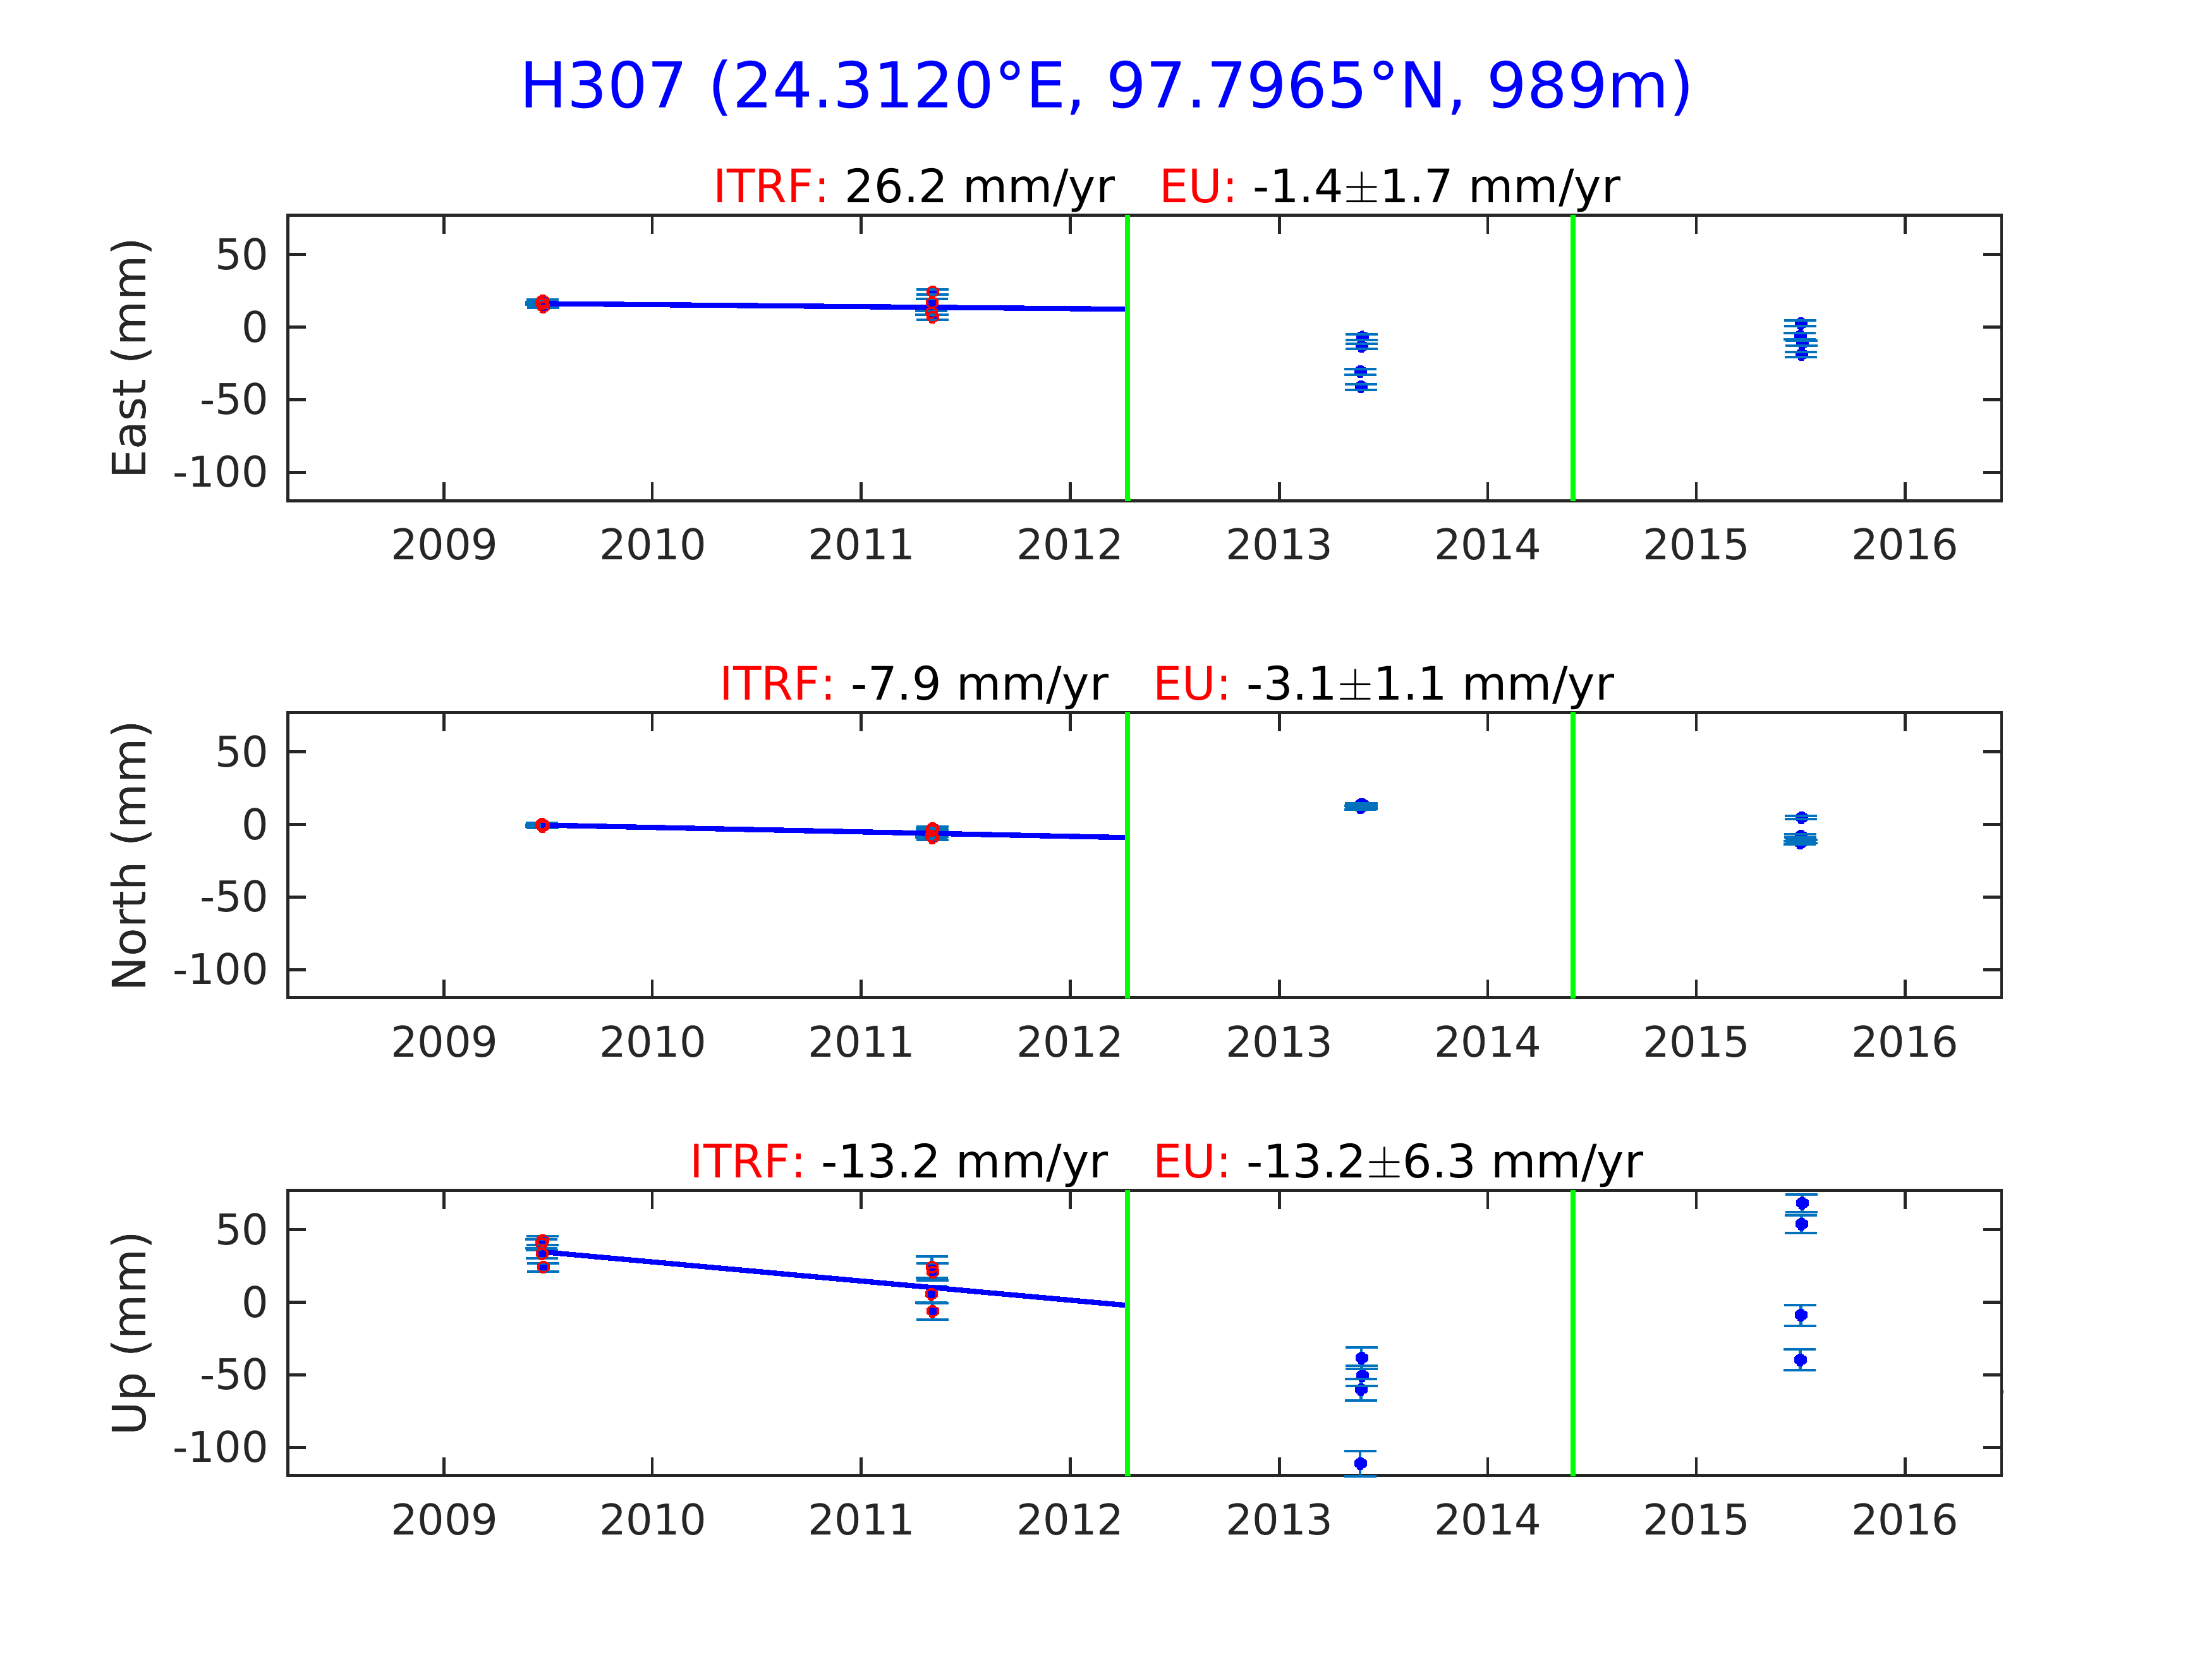 H307 (24.3120°E, 97.7965°N, 989m)
ITRF: 26.2 mm/yr EU: -1.4±1.7 mm/yr
East (mm)
50
0
-50
-100
2009 2010 2011 2012 2013 2014 2015 2016
ITRF: -7.9 mm/yr EU: -3.1±1.1 mm/yr
North (mm)
50
0
-50
-100
2009 2010 2011 2012 2013 2014 2015 2016
ITRF: -13.2 mm/yr EU: -13.2±6.3 mm/yr
Up (mm)
50
0
-50
-100
2009 2010 2011 2012 2013 2014 2015 2016